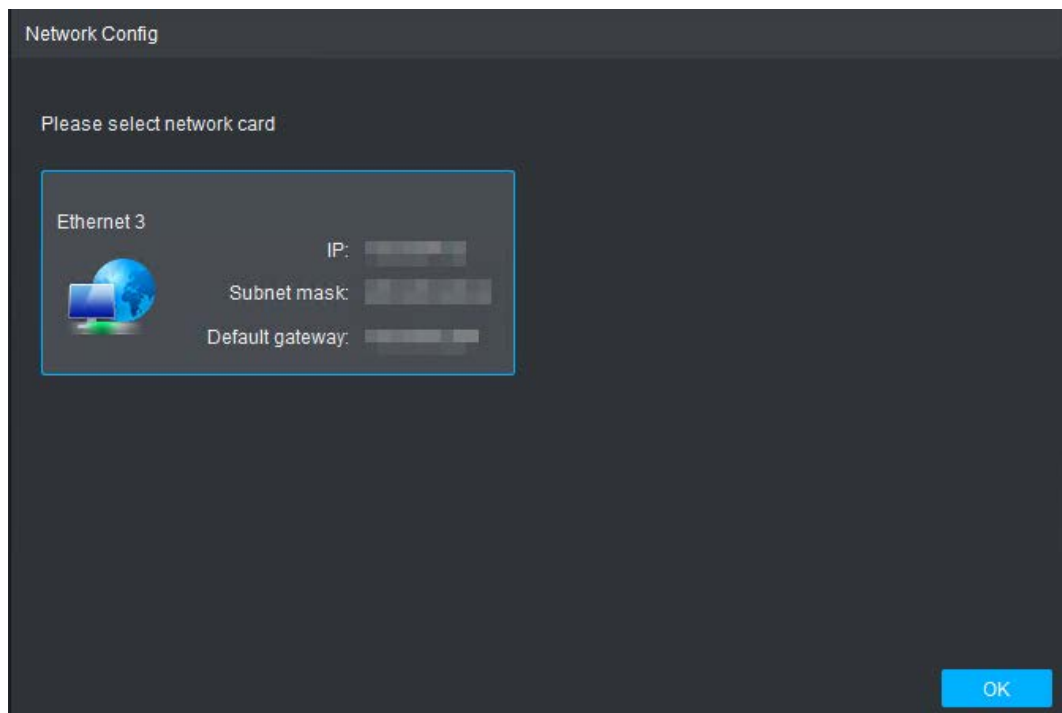 Network Config
Please select network card
Ethernet 3
IP:
Subnet mask:
Default gateway:
OK